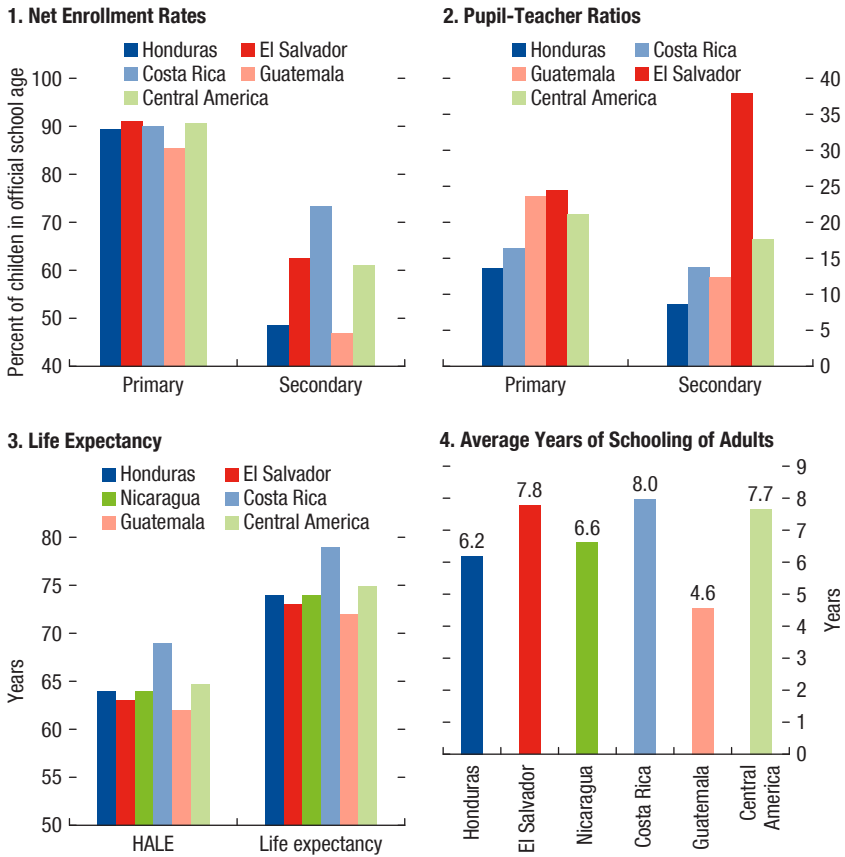 1. Net Enrollment Rates
Honduras El Salvador
Costa Rica Guatemala
Central America
Percent of childen in official school age
100
90
80
70
60
50
40
Primary Secondary
2. Pupil-Teacher Ratios
Honduras Costa Rica
Guatemala El Salvador
Central America
40
35
30
25
20
15
10
5
0
Primary Secondary
3. Life Expectancy
Honduras El Salvador
Nicaragua Costa Rica
Guatemala Central America
Years
80
75
70
65
60
55
50
HALE Life expectancy
4. Average Years of Schooling of Adults
6.2 7.8 6.6 8.0 4.6 7.7
9
8
7
6
5
4
3
2
1
0
Years
Honduras
El Salvador
Nicaragua
Costa Rica
Guatemala
Central
America